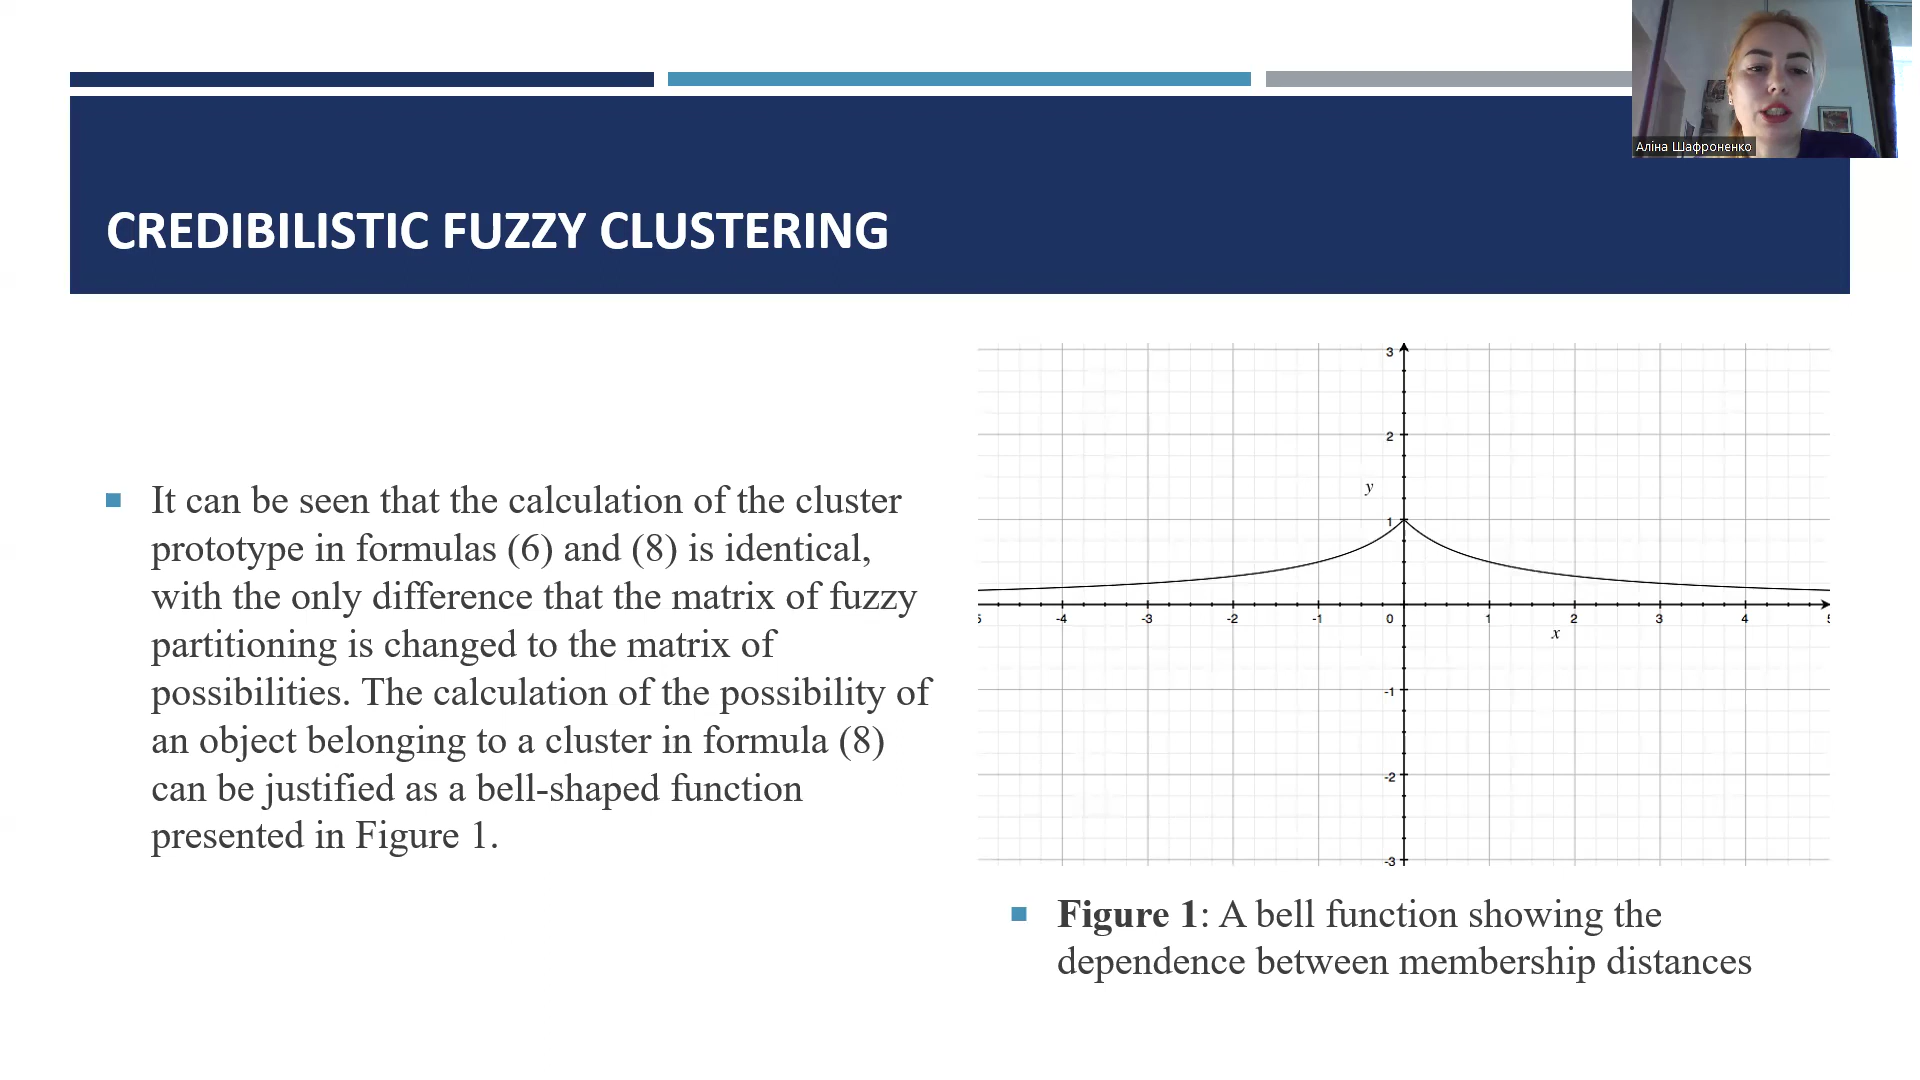 Аліна Шафроненко
CREDIBILISTIC FUZZY CLUSTERING
It can be seen that the calculation of the cluster
prototype in formulas (6) and (8) is identical,
with the only difference that the matrix of fuzzy
partitioning is changed to the matrix of
possibilities. The calculation of the possibility of
an object belonging to a cluster in formula (8)
can be justified as a bell-shaped function
presented in Figure 1.
3
2
y
1
-4 -3 -2 -1 0 1 2 3 4
x
-1
-2
-3
Figure 1: A bell function showing the
dependence between membership distances